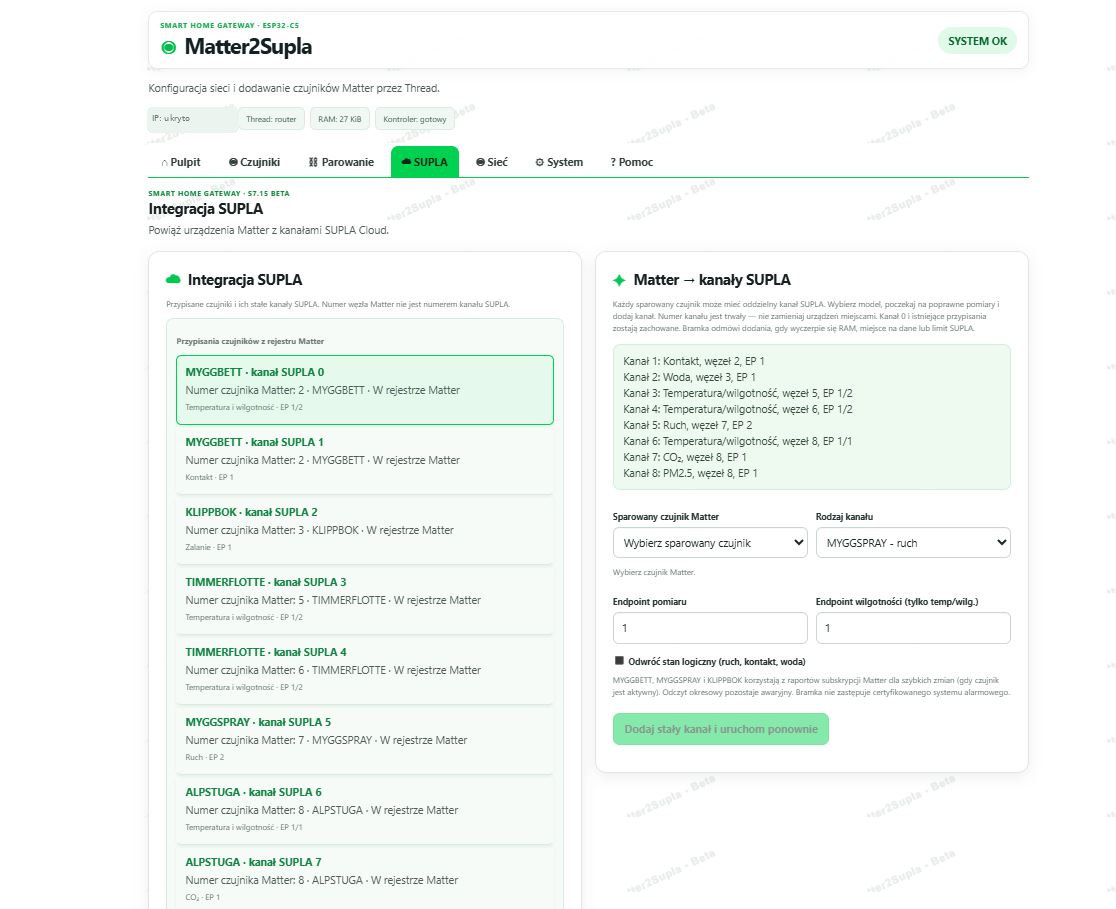 SMART HOME GATEWAY · ESP32-C5
Matter2Supla
SYSTEM OK
Konfiguracja sieci i dodawanie czujników Matter przez Thread.
IP: ukryto
Thread: router
RAM: 27 KiB
Kontroler: gotowy
Pulpit
Czujniki
Parowanie
SUPLA
Sieć
System
? Pomoc
SMART HOME GATEWAY · S7.15 BETA
Integracja SUPLA
Powiąż urządzenia Matter z kanałami SUPLA Cloud.
Integracja SUPLA
Przypisane czujniki i ich stałe kanały SUPLA. Numer węzła Matter nie jest numerem kanału SUPLA.
Przypisania czujników z rejestru Matter
MYGGBETT · kanał SUPLA 0
Numer czujnika Matter: 2 · MYGGBETT · W rejestrze Matter
Temperatura i wilgotność · EP 1/2
MYGGBETT · kanał SUPLA 1
Numer czujnika Matter: 2 · MYGGBETT · W rejestrze Matter
Kontakt · EP 1
KLIPPBOK · kanał SUPLA 2
Numer czujnika Matter: 3 · KLIPPBOK · W rejestrze Matter
Zalanie · EP 1
TIMMERFLOTTE · kanał SUPLA 3
Numer czujnika Matter: 5 · TIMMERFLOTTE · W rejestrze Matter
Temperatura i wilgotność · EP 1/2
TIMMERFLOTTE · kanał SUPLA 4
Numer czujnika Matter: 6 · TIMMERFLOTTE · W rejestrze Matter
Temperatura i wilgotność · EP 1/2
MYGGSPRAY · kanał SUPLA 5
Numer czujnika Matter: 7 · MYGGSPRAY · W rejestrze Matter
Ruch · EP 2
ALPSTUGA · kanał SUPLA 6
Numer czujnika Matter: 8 · ALPSTUGA · W rejestrze Matter
Temperatura i wilgotność · EP 1/1
ALPSTUGA · kanał SUPLA 7
Numer czujnika Matter: 8 · ALPSTUGA · W rejestrze Matter
CO₂ · EP 1
Matter → kanały SUPLA
Każdy sparowany czujnik może mieć oddzielny kanał SUPLA. Wybierz model, poczekaj na poprawne pomiary i
dodaj kanał. Numer kanału jest trwały — nie zamieniaj urządzeń miejscami. Kanał 0 i istniejące przypisania
zostają zachowane. Bramka odmówi dodania, gdy wyczerpie się RAM, miejsce na dane lub limit SUPLA.
Kanał 1: Kontakt, węzeł 2, EP 1
Kanał 2: Woda, węzeł 3, EP 1
Kanał 3: Temperatura/wilgotność, węzeł 5, EP 1/2
Kanał 4: Temperatura/wilgotność, węzeł 6, EP 1/2
Kanał 5: Ruch, węzeł 7, EP 2
Kanał 6: Temperatura/wilgotność, węzeł 8, EP 1/1
Kanał 7: CO₂, węzeł 8, EP 1
Kanał 8: PM2.5, węzeł 8, EP 1
Sparowany czujnik Matter
Rodzaj kanału
Wybierz sparowany czujnik
MYGGSPRAY - ruch
Wybierz czujnik Matter.
Endpoint pomiaru
Endpoint wilgotności (tylko temp/wilg.)
1
1
Odwróć stan logiczny (ruch, kontakt, woda)
MYGGBETT, MYGGSPRAY i KLIPPBOK korzystają z raportów subskrypcji Matter dla szybkich zmian (gdy czujnik
jest aktywny). Odczyt okresowy pozostaje awaryjny. Bramka nie zastępuje certyfikowanego systemu alarmowego.
Dodaj stały kanał i uruchom ponownie